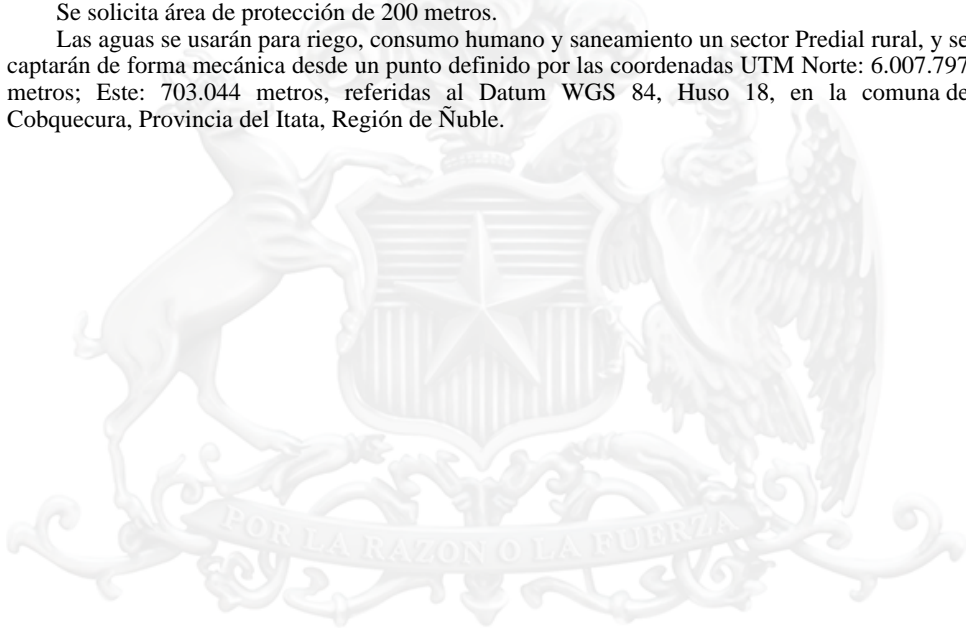 Se solicita área de protección de 200 metros.
Las aguas se usarán para riego, consumo humano y saneamiento un sector Predial rural, y se
captarán de forma mecánica desde un punto definido por las coordenadas UTM Norte: 6.007.797
metros; Este: 703.044 metros, referidas al Datum WGS 84, Huso 18, en la comuna de
Cobquecura, Provincia del Itata, Región de Ñuble.
POR LA RAZON O LA FUERZA